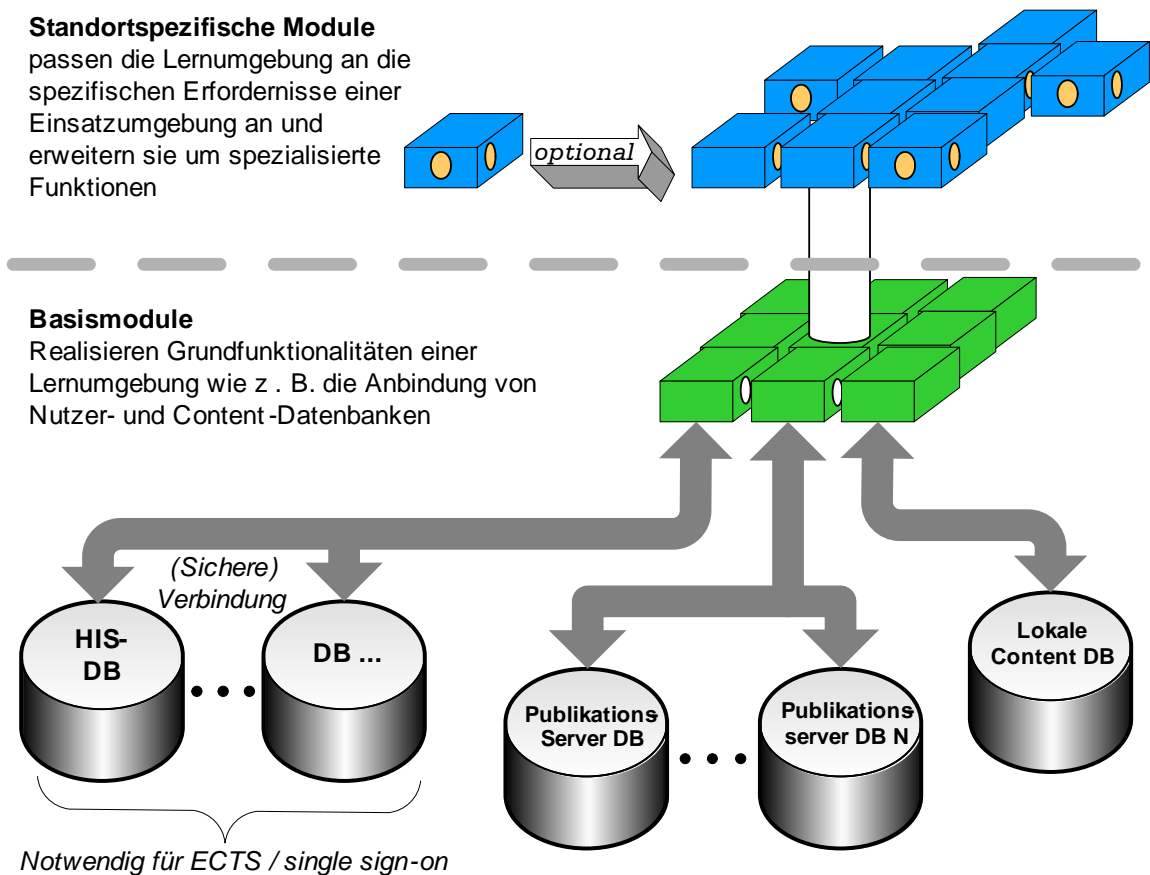 Standortspezifische Module
passen die Lernumgebung an die
spezifischen Erfordernisse einer
Einsatzumgebung an und
erweitern sie um spezialisierte
Funktionen
optional
Basismodule
Realisieren Grundfunktionalitäten einer
Lernumgebung wie z . B. die Anbindung von
Nutzer- und Content -Datenbanken
(Sichere)
Verbindung
HIS-
DB
DB ...
Publikations-
Server DB
Publikations-
server DB N
Lokale
Content DB
Notwendig für ECTS / single sign-on